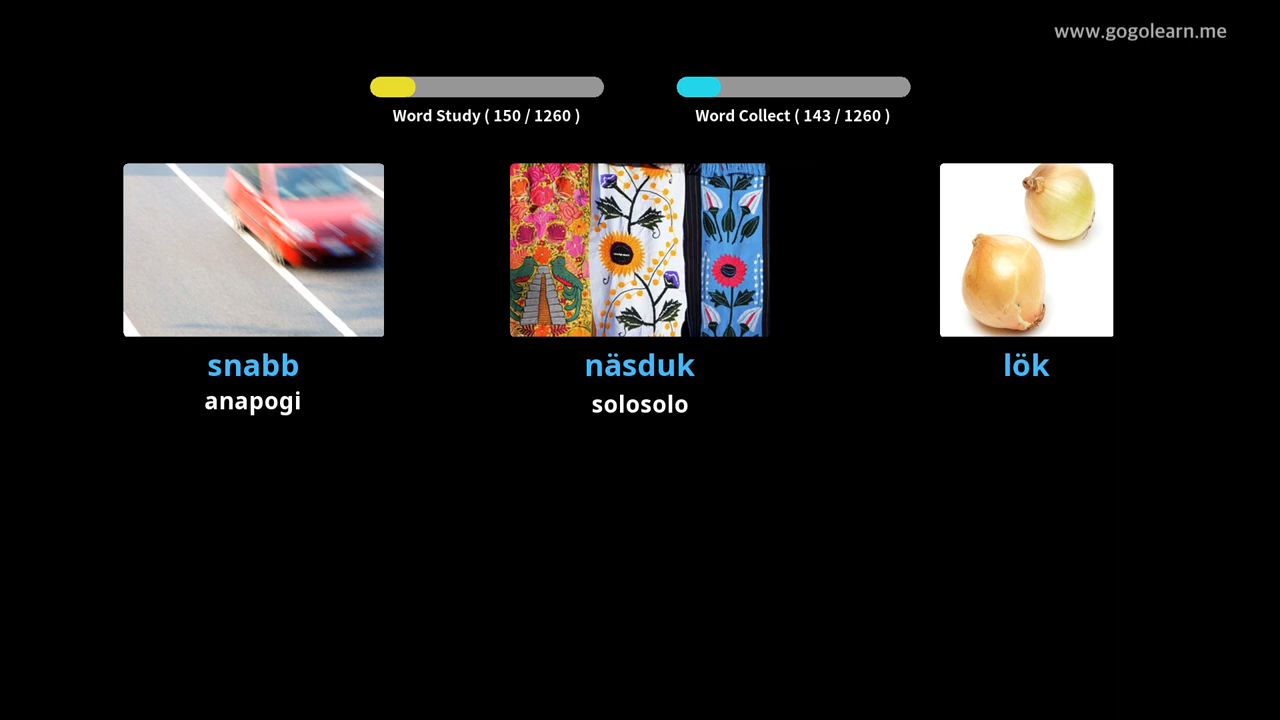 www.gogolearn.me
Word Study ( 150 / 1260 )
Word Collect ( 143 / 1260 )
snabb
anapogi
näsduk
solosolo
lök